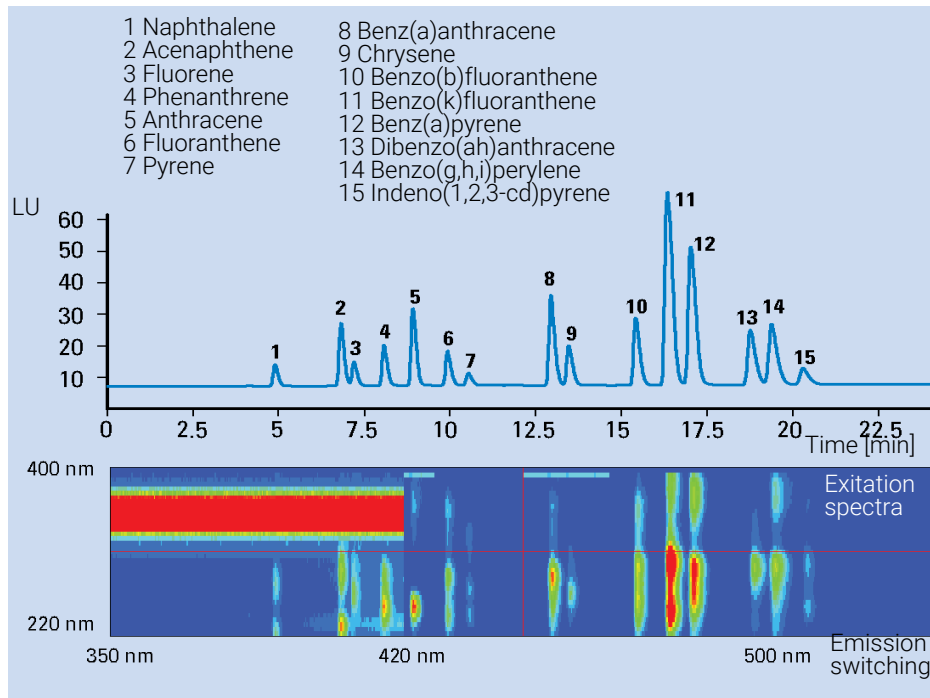 1 Naphthalene
2 Acenaphthene
3 Fluorene
4 Phenanthrene
5 Anthracene
6 Fluoranthene
7 Pyrene
8 Benz(a)anthracene
9 Chrysene
10 Benzo(b)fluoranthene
11 Benzo(k)fluoranthene
12 Benz(a)pyrene
13 Dibenzo(ah)anthracene
14 Benzo(g,h,i)perylene
15 Indeno(1,2,3-cd)pyrene
LU
60
50
40
30
20
10
1
2
3
4
5
6
7
8
9
10
11
12
13
14
15
0 2.5 5 7.5 10 12.5 15 17.5 20 22.5
Time [min]
400 nm
220 nm
Exitation
spectra
350 nm 420 nm 500 nm
Emission
switching